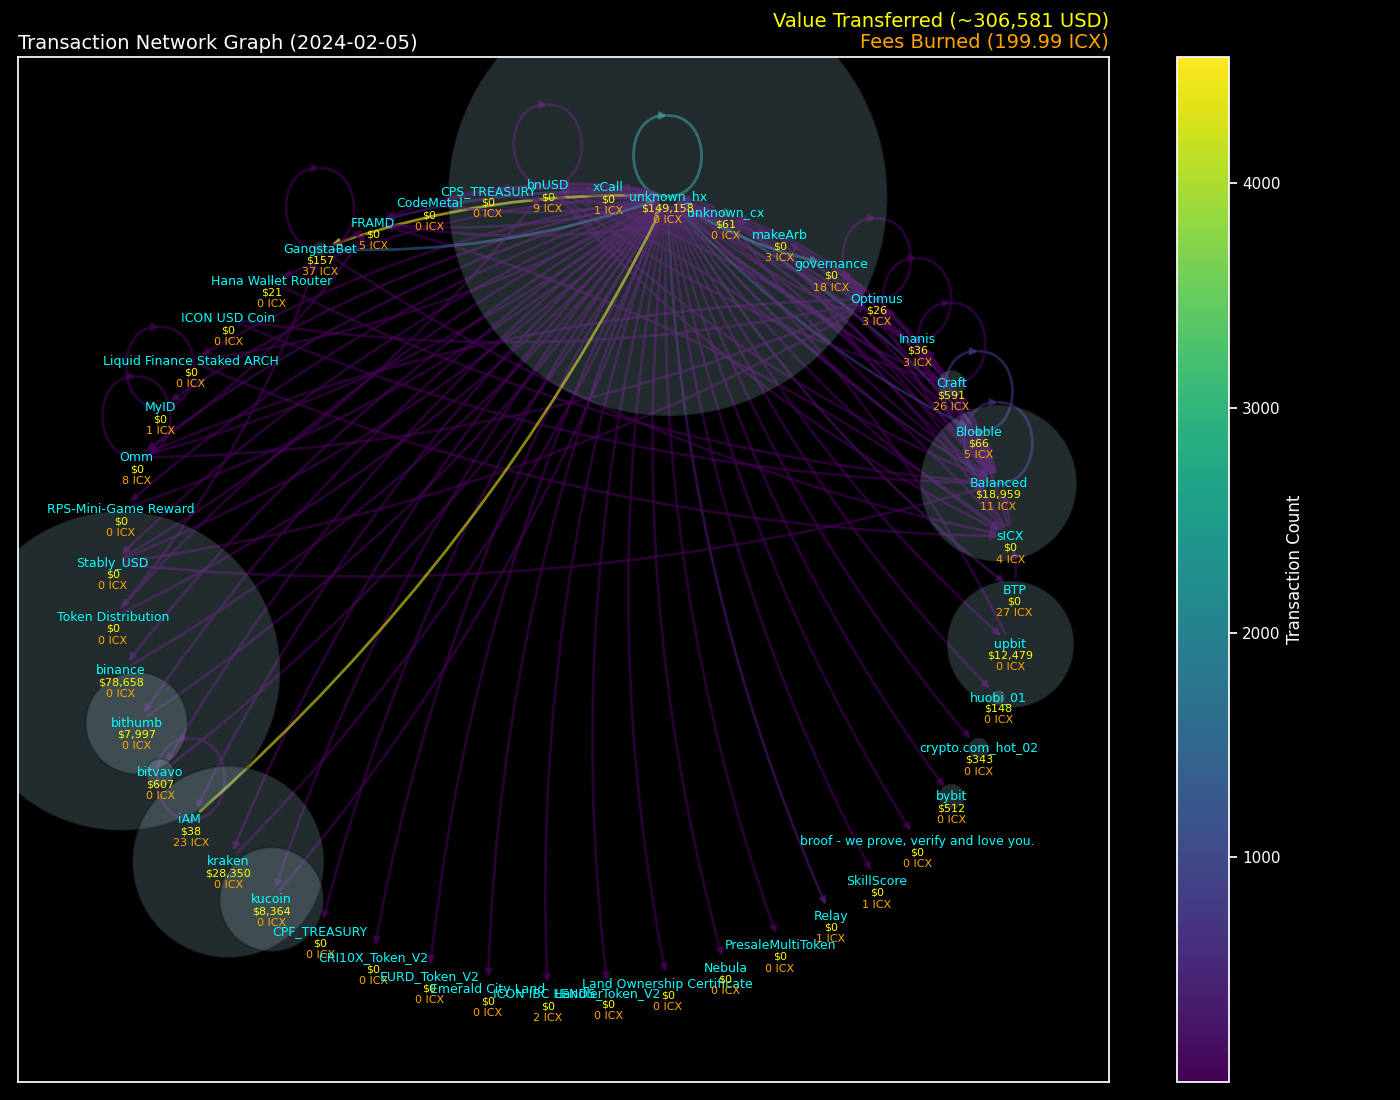 Value Transferred (~306,581 USD)
Transaction Network Graph (2024-02-05)
Fees Burned (199.99 ICX)
bnUSD
$0
9 ICX
xCall
$0
1 ICX
unknown_hx
$149,158
0 ICX
unknown_cx
$61
0 ICX
CPS_TREASURY
$0
0 ICX
CodeMetal
$0
0 ICX
FRAMD
$0
5 ICX
GangstaBet
$157
37 ICX
Hana Wallet Router
$21
0 ICX
ICON USD Coin
$0
0 ICX
Liquid Finance Staked ARCH
$0
0 ICX
MyID
$0
1 ICX
Omm
$0
8 ICX
RPS-Mini-Game Reward
$0
0 ICX
Stably_USD
$0
0 ICX
Token Distribution
$0
0 ICX
binance
$78,658
0 ICX
bithumb
$7,997
0 ICX
bitvavo
$607
0 ICX
iAM
$38
23 ICX
kraken
$28,350
0 ICX
kucoin
$8,364
0 ICX
CPF_TREASURY
$0
0 ICX
CRI10X_Token_V2
$0
0 ICX
EURD_Token_V2
$0
0 ICX
Emerald City Land
$0
0 ICX
ICON IBC Handler
$0
2 ICX
LENDS_Token_V2
$0
0 ICX
Land Ownership Certificate
$0
0 ICX
Nebula
$0
0 ICX
PresaleMultiToken
$0
0 ICX
Relay
$0
1 ICX
SkillScore
$0
1 ICX
broof - we prove, verify and love you.
$0
0 ICX
bybit
$512
0 ICX
crypto.com_hot_02
$343
0 ICX
huobi_01
$148
0 ICX
upbit
$12,479
0 ICX
BTP
$0
27 ICX
sICX
$0
4 ICX
Balanced
$18,959
11 ICX
Blobble
$66
5 ICX
Craft
$591
26 ICX
Inanis
$36
3 ICX
Optimus
$26
3 ICX
governance
$0
18 ICX
makeArb
$0
3 ICX
4000
3000
2000
1000
Transaction Count